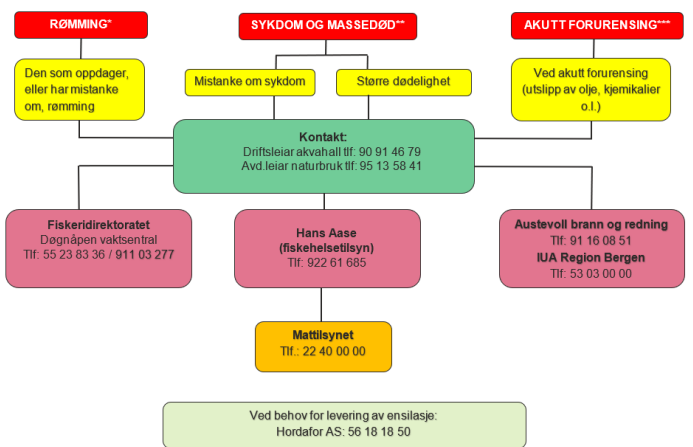 RØMMING*
SYKDOM OG MASSEDØD**
AKUTT FORURENSING***
Den som oppdager,
eller har mistanke
om, rømming
Mistanke om sykdom
Større dødelighet
Ved akutt forurensing
(utslipp av olje, kjemikalier
o.l.)
Kontakt:
Driftsleiar akvahall tlf: 90 91 46 79
Avd.leiar naturbruk tlf: 95 13 58 41
Fiskeridirektoratet
Døgnåpen vaktsentral
Tlf: 55 23 83 36 / 911 03 277
Hans Aase
(fiskehelsetilsyn)
Tlf: 922 61 685
Austevoll brann og redning
Tlf: 91 16 08 51
IUA Region Bergen
Tlf: 53 03 00 00
Mattilsynet
Tlf.: 22 40 00 00
Ved behov for levering av ensilasje:
Hordafor AS: 56 18 18 50